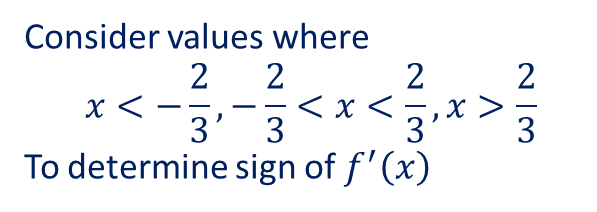 Consider values where
x < −2/3, −2/3 < x < 2/3, x > 2/3
To determine sign of f′(x)